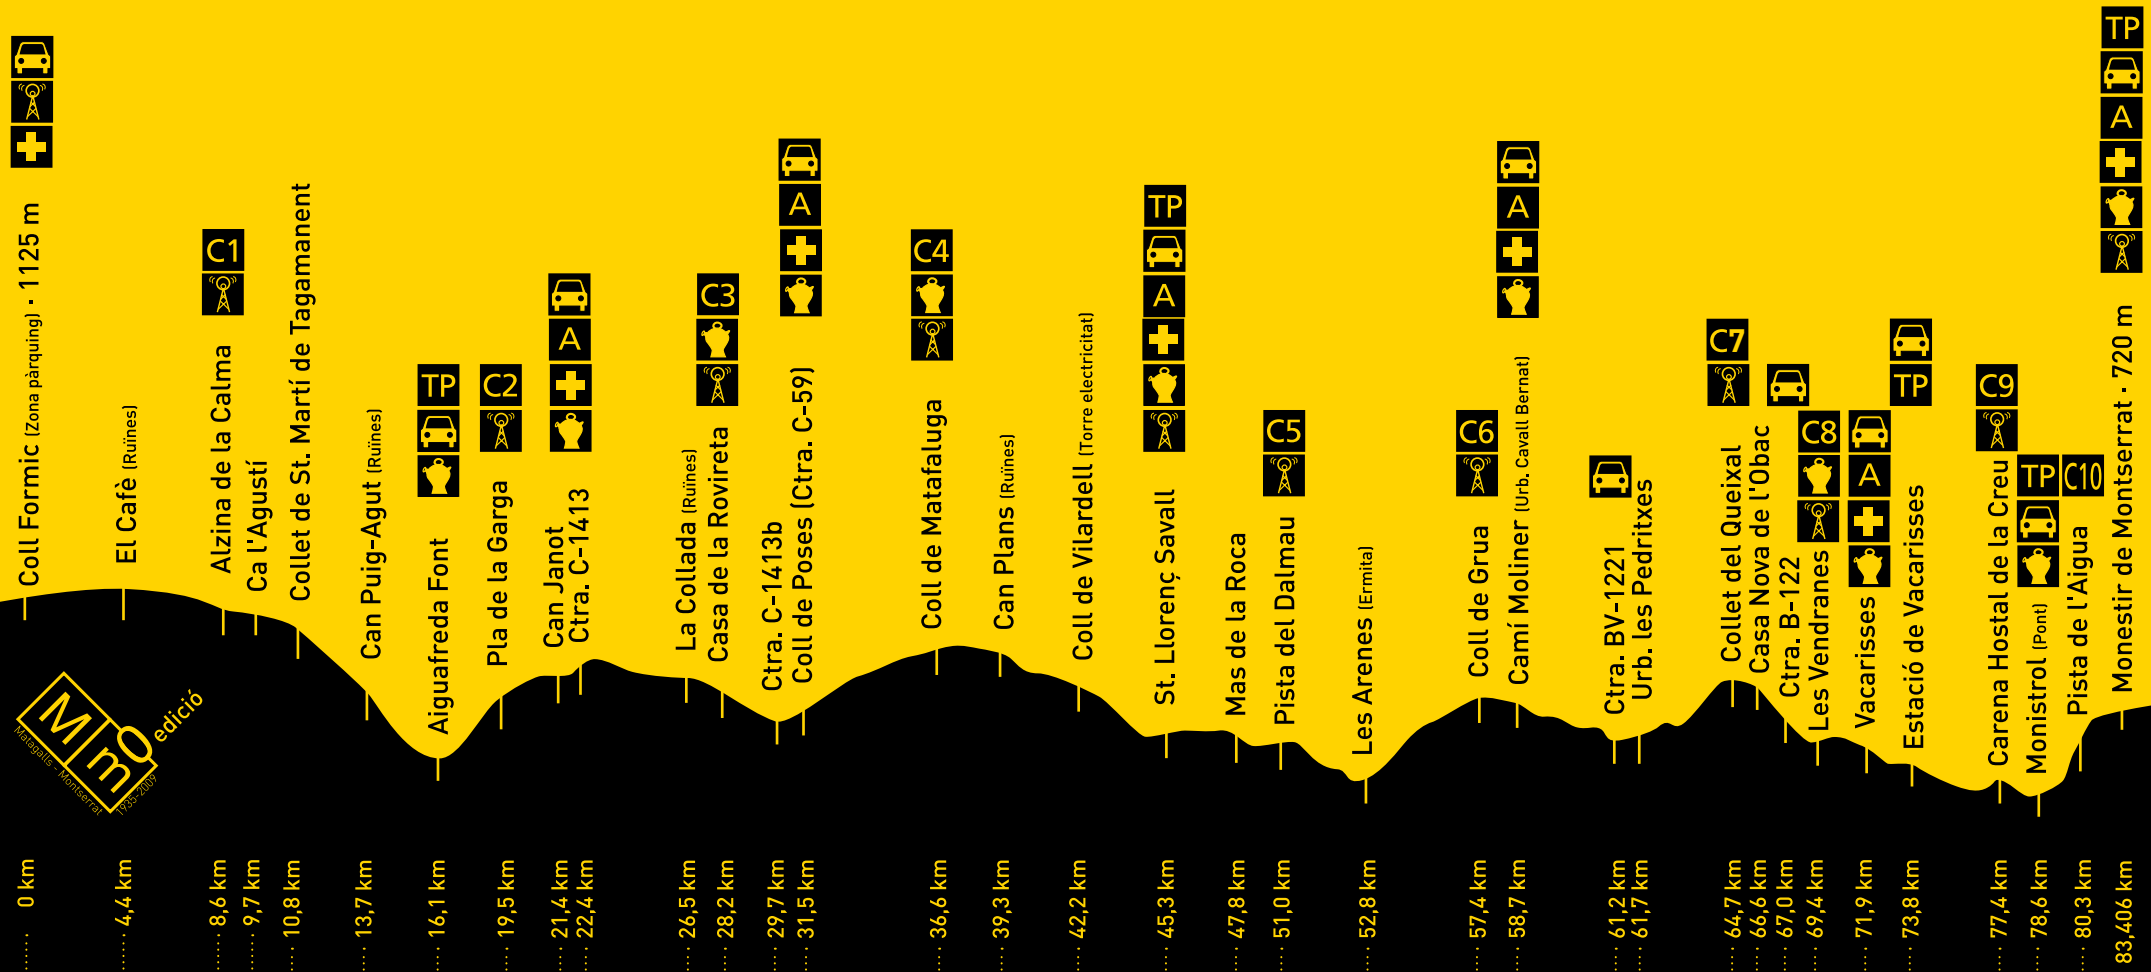 Coll Formic (Zona pàrquing) · 1125 m
El Cafè (Ruïnes)
C1
Alzina de la Calma
Ca l'Agustí
Collet de St. Martí de Tagamanent
Can Puig-Agut (Ruïnes)
TP
Aiguafreda Font
C2
Pla de la Garga
A
Can Janot
Ctra. C-1413
La Collada (Ruïnes)
C3
Casa de la Rovireta
Ctra. C-1413b
A
Coll de Poses (Ctra. C-59)
C4
Coll de Matafaluga
Can Plans (Ruïnes)
Coll de Vilardell (Torre electricitat)
TP
A
St. Llorenç Savall
Mas de la Roca
C5
Pista del Dalmau
Les Arenes (Ermita)
C6
Coll de Grua
A
Camí Moliner (Urb. Cavall Bernat)
Ctra. BV-1221
Urb. les Pedritxes
C7
Collet del Queixal
Casa Nova de l'Obac
Ctra. B-122
C8
Les Vendranes
A
Vacarisses
TP
Estació de Vacarisses
C9
Carena Hostal de la Creu
TP
Monistrol (Pont)
C10
Pista de l'Aigua
TP
A
Monestir de Montserrat · 720 m
Mm0
edició
Matagalls - Montserrat
1935-2009
0 km
4,4 km
8,6 km
9,7 km
10,8 km
13,7 km
16,1 km
19,5 km
21,4 km
22,4 km
26,5 km
28,2 km
29,7 km
31,5 km
36,6 km
39,3 km
42,2 km
45,3 km
47,8 km
51,0 km
52,8 km
57,4 km
58,7 km
61,2 km
61,7 km
64,7 km
66,6 km
67,0 km
69,4 km
71,9 km
73,8 km
77,4 km
78,6 km
80,3 km
83,406 km